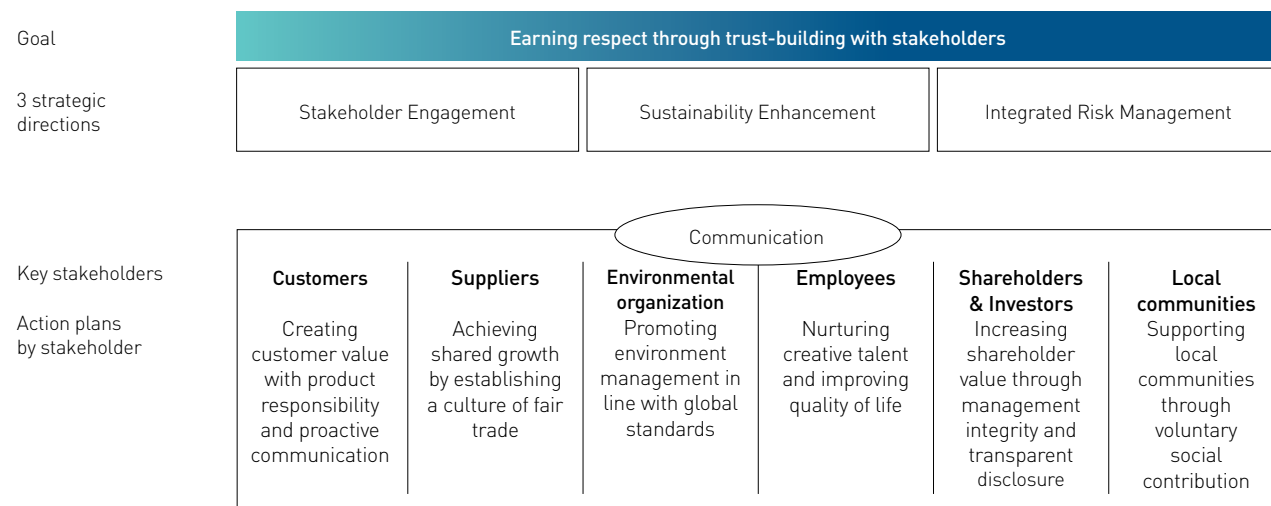 Goal
Earning respect through trust-building with stakeholders
3 strategic
directions
Stakeholder Engagement
Sustainability Enhancement
Integrated Risk Management
Communication
Key stakeholders
Customers
Suppliers
Environmental
organization
Employees
Shareholders
& Investors
Local
communities
Action plans
by stakeholder
Creating
customer value
with product
responsibility
and proactive
communication
Achieving
shared growth
by establishing
a culture of fair
trade
Promoting
environment
management in
line with global
standards
Nurturing
creative talent
and improving
quality of life
Increasing
shareholder
value through
management
integrity and
transparent
disclosure
Supporting
local
communities
through
voluntary
social
contribution